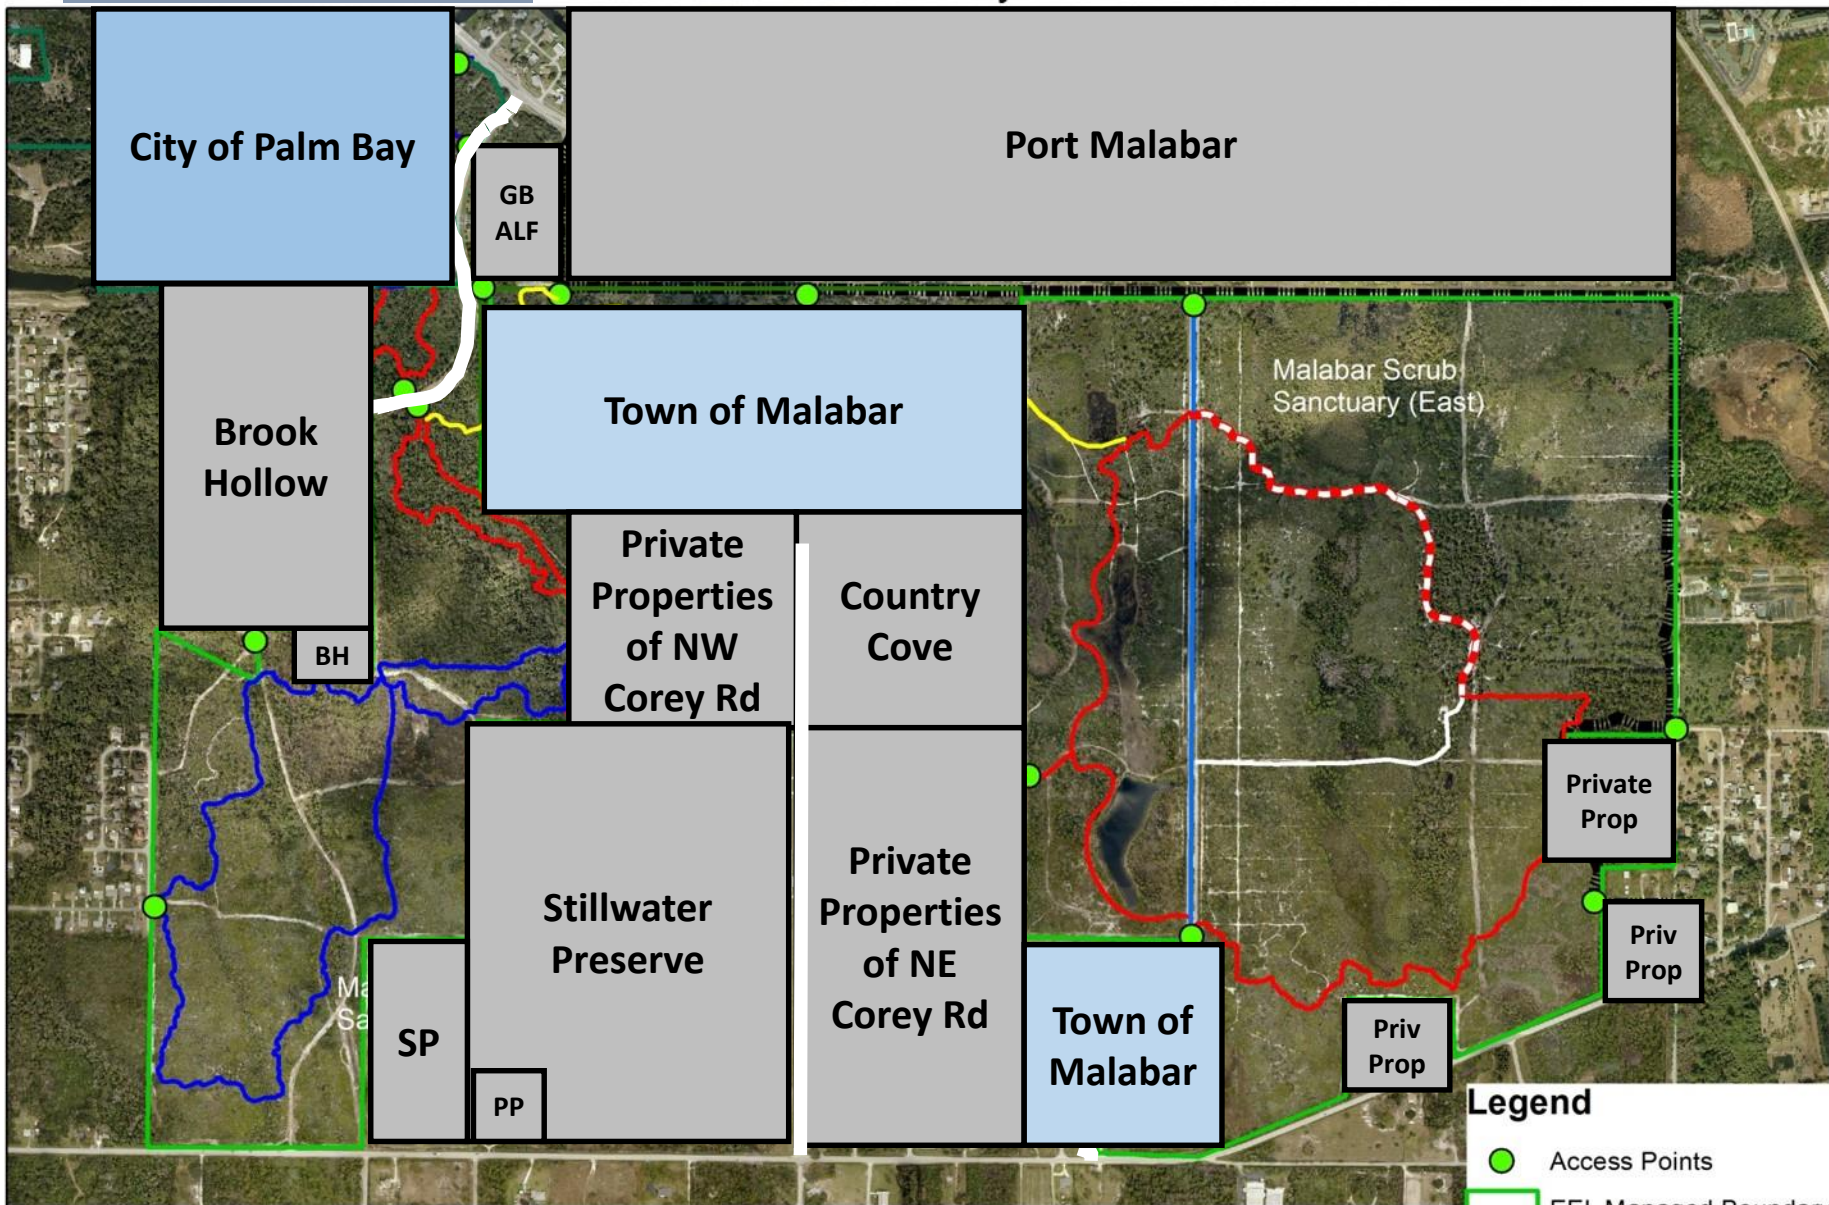 City of Palm Bay
Port Malabar
GB
ALF
Town of Malabar
Malabar Scrub
Sanctuary (East)
Brook
Hollow
Private
Properties
of NW
Corey Rd
Country
Cove
BH
Private
Prop
Stillwater
Preserve
Private
Properties
of NE
Corey Rd
Priv
Prop
Ma
Sa
SP
Town of
Malabar
Priv
Prop
PP
Legend
Access Points